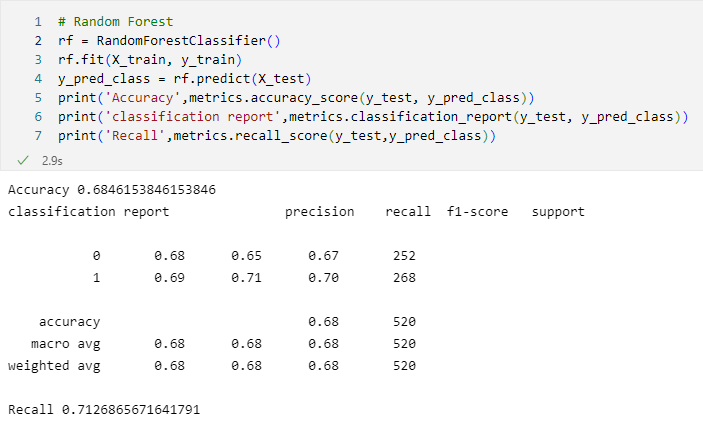 1 # Random Forest
2 rf = RandomForestClassifier()
3 rf.fit(X_train, y_train)
4 y_pred_class = rf.predict(X_test)
5 print('Accuracy',metrics.accuracy_score(y_test, y_pred_class))
6 print('classification report',metrics.classification_report(y_test, y_pred_class))
7 print('Recall',metrics.recall_score(y_test,y_pred_class))
2.9s
Accuracy 0.6846153846153846
classification report precision recall f1-score support
0 0.68 0.65 0.67 252
1 0.69 0.71 0.70 268
accuracy 0.68 520
macro avg 0.68 0.68 0.68 520
weighted avg 0.68 0.68 0.68 520
Recall 0.7126865671641791